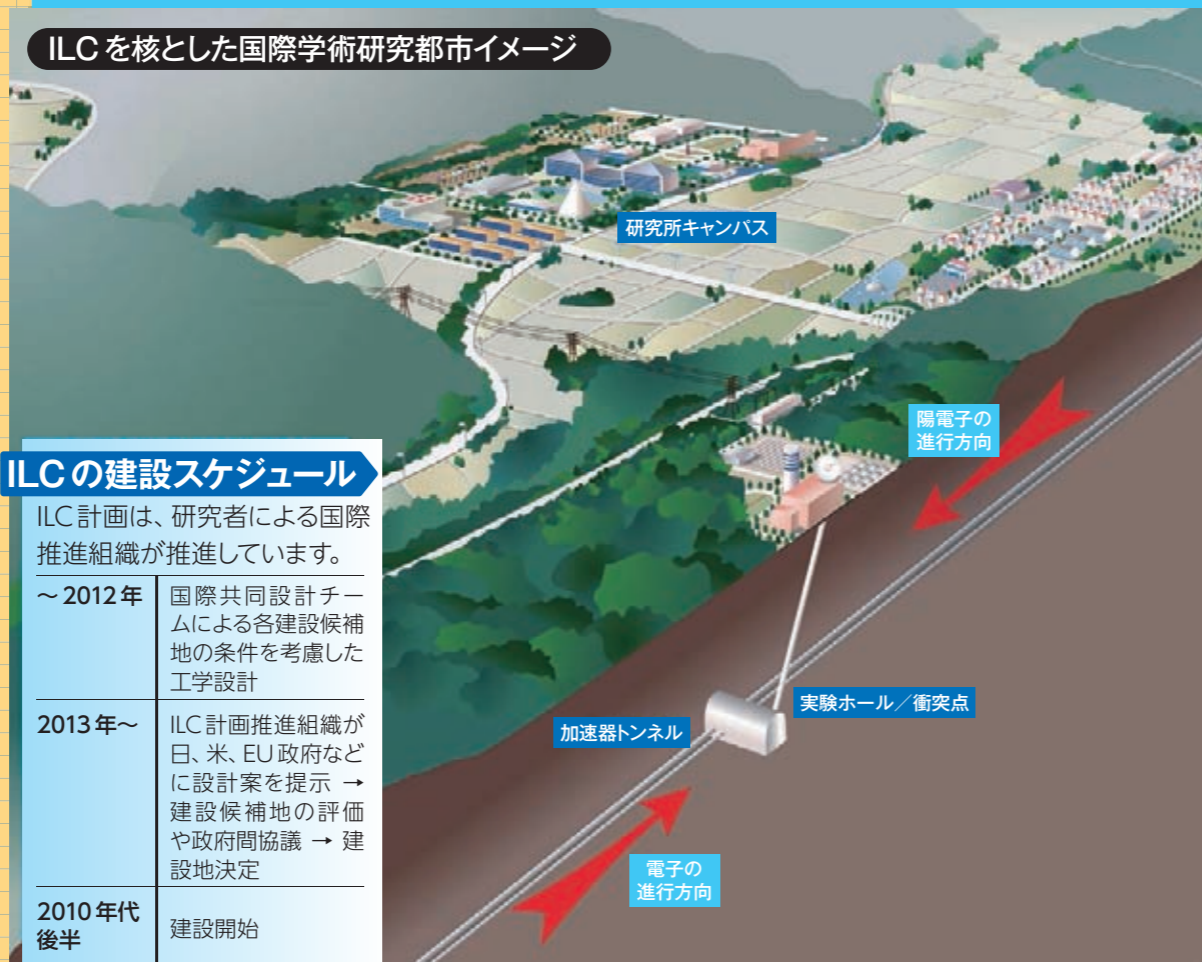 ILCを核とした国際学術研究都市イメージ
研究所キャンパス
陽電子の
進行方向
実験ホール／衝突点
加速器トンネル
電子の
進行方向
ILCの建設スケジュール
ILC計画は、研究者による国際
推進組織が推進しています。
～2012年
国際共同設計チー
ムによる各建設候補
地の条件を考慮した
工学設計
2013年～
ILC計画推進組織が
日、米、EU政府など
に設計案を提示 →
建設候補地の評価
や政府間協議 → 建
設地決定
2010年代
後半
建設開始